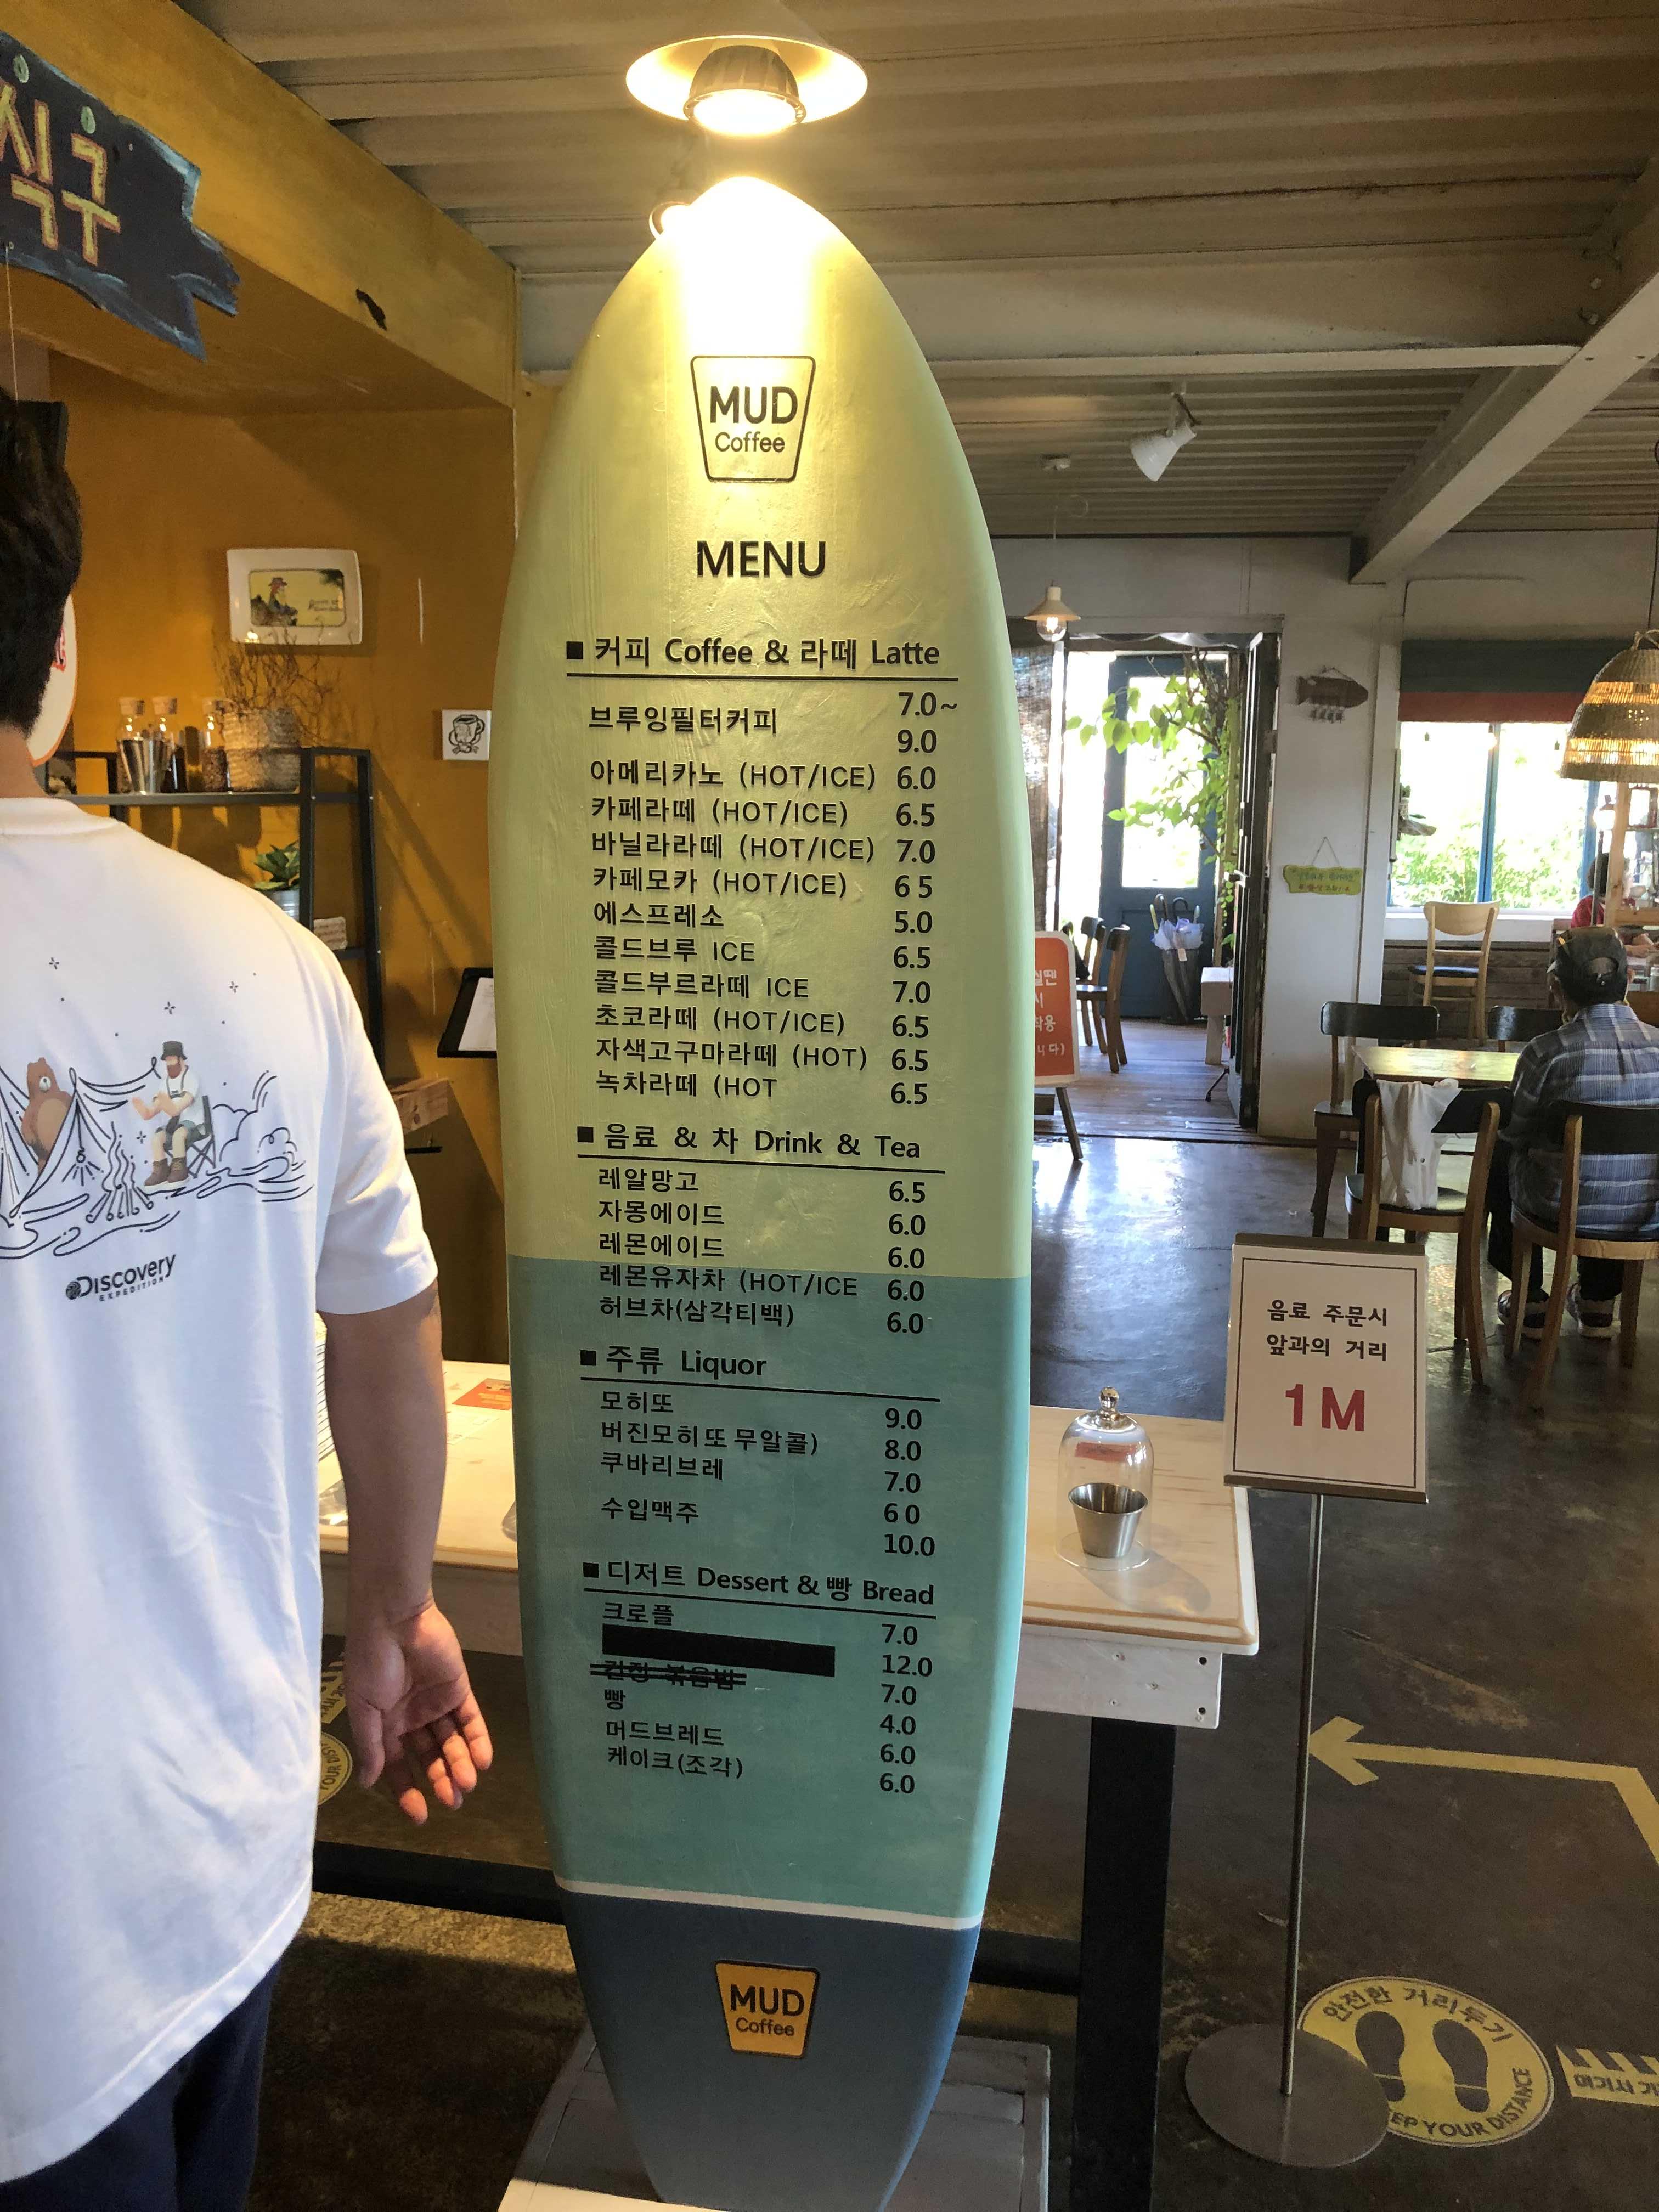 식구
MUD
Coffee
MENU
■ 커피 Coffee & 라떼 Latte
브루잉필터커피 7.0~
9.0
아메리카노 (HOT/ICE) 6.0
카페라떼 (HOT/ICE) 6.5
바닐라라떼 (HOT/ICE) 7.0
카페모카 (HOT/ICE) 6 5
에스프레소 5.0
콜드브루 ICE 6.5
콜드부르라떼 ICE 7.0
초코라떼 (HOT/ICE) 6.5
자색고구마라떼 (HOT) 6.5
녹차라떼 (HOT 6.5
■ 음료 & 차 Drink & Tea
레알망고 6.5
자몽에이드 6.0
레몬에이드 6.0
레몬유자차 (HOT/ICE 6.0
허브차(삼각티백) 6.0
■ 주류 Liquor
모히또 9.0
버진모히또 무알콜) 8.0
쿠바리브레 7.0
수입맥주 6 0
10.0
■ 디저트 Dessert & 빵 Bread
크로플 7.0
12.0
7.0
빵 4.0
머드브레드 6.0
케이크(조각) 6.0
MUD
Coffee
Discovery
EXPEDITION
음료 주문시
앞과의 거리
1M
안전한 거리두기
EP YOUR DISTANCE
여기서